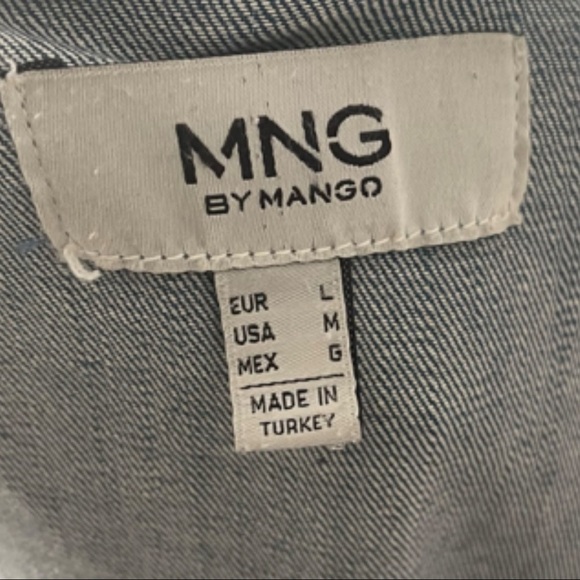 MNG
BY MANGO
EUR L
USA M
MEX G
MADE IN
TURKEY